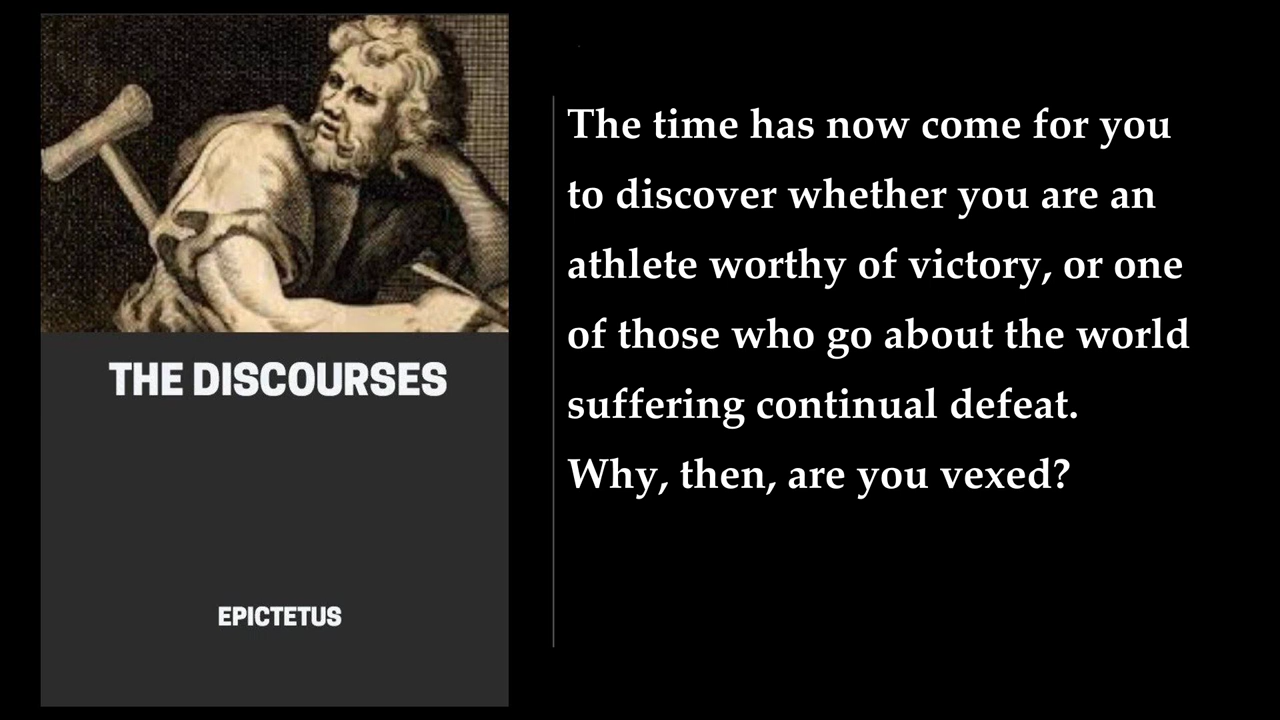 THE DISCOURSES
EPICTETUS
The time has now come for you
to discover whether you are an
athlete worthy of victory, or one
of those who go about the world
suffering continual defeat.
Why, then, are you vexed?